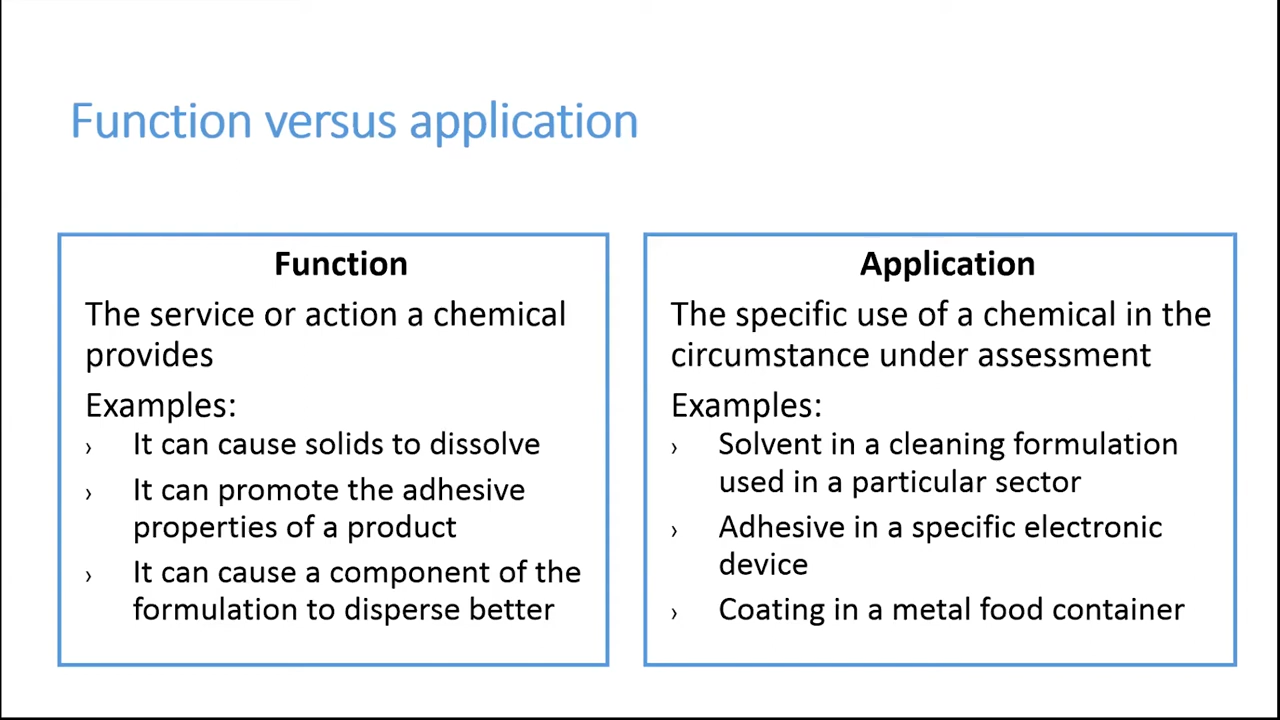 Function versus application
Function
The service or action a chemical
provides
Examples:
› It can cause solids to dissolve
› It can promote the adhesive
properties of a product
› It can cause a component of the
formulation to disperse better
Application
The specific use of a chemical in the
circumstance under assessment
Examples:
› Solvent in a cleaning formulation
used in a particular sector
› Adhesive in a specific electronic
device
› Coating in a metal food container